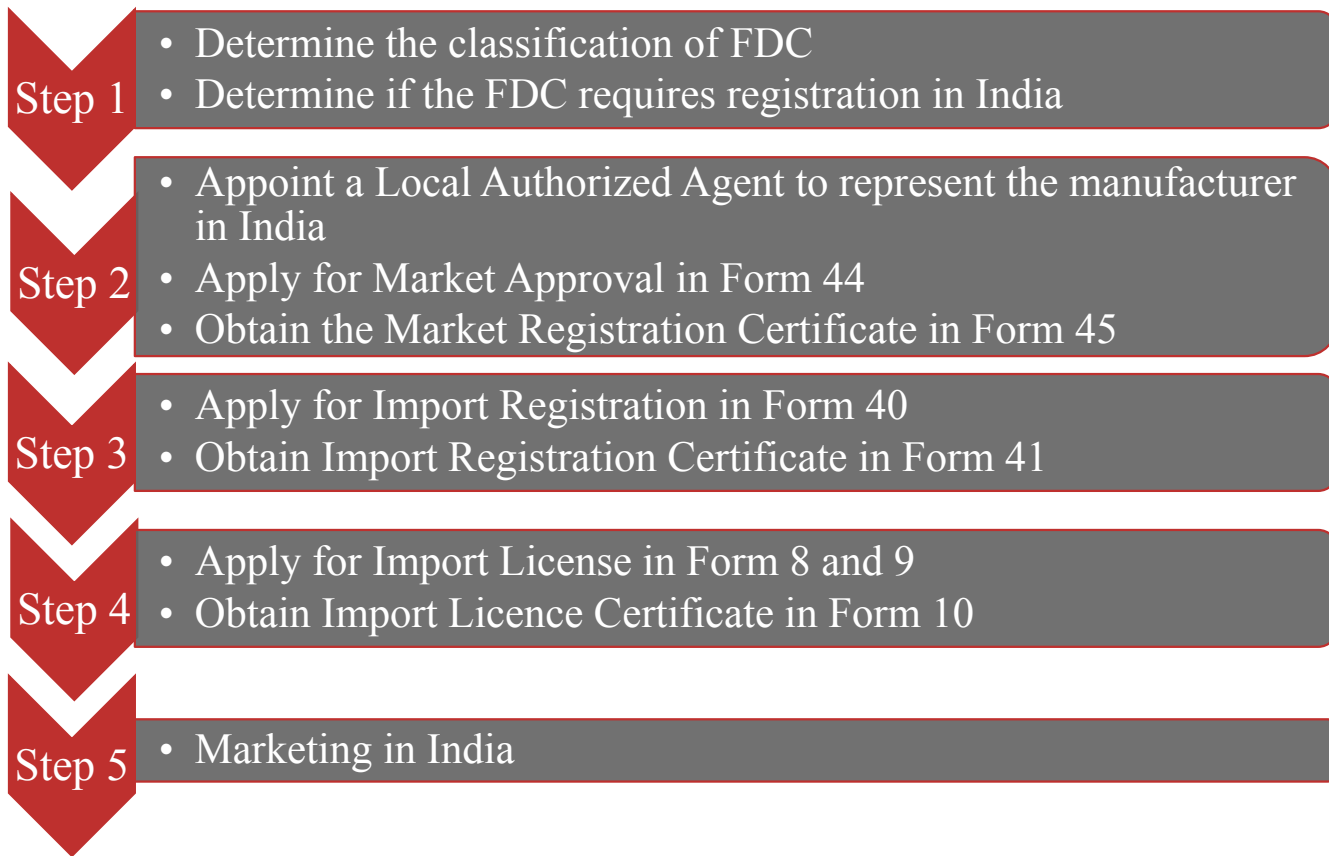 Step 1
• Determine the classification of FDC
• Determine if the FDC requires registration in India
Step 2
• Appoint a Local Authorized Agent to represent the manufacturer
in India
• Apply for Market Approval in Form 44
• Obtain the Market Registration Certificate in Form 45
Step 3
• Apply for Import Registration in Form 40
• Obtain Import Registration Certificate in Form 41
Step 4
• Apply for Import License in Form 8 and 9
• Obtain Import Licence Certificate in Form 10
Step 5
• Marketing in India